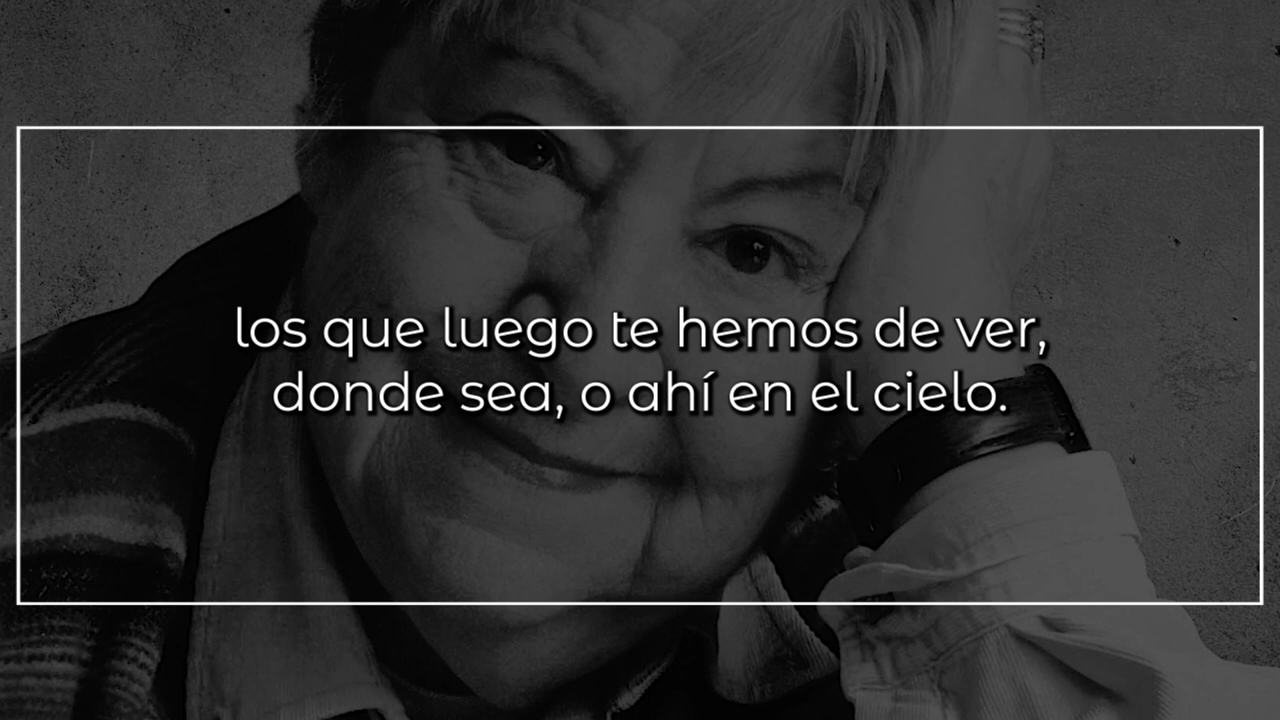 los que luego te hemos de ver,
donde sea, o ahí en el cielo.